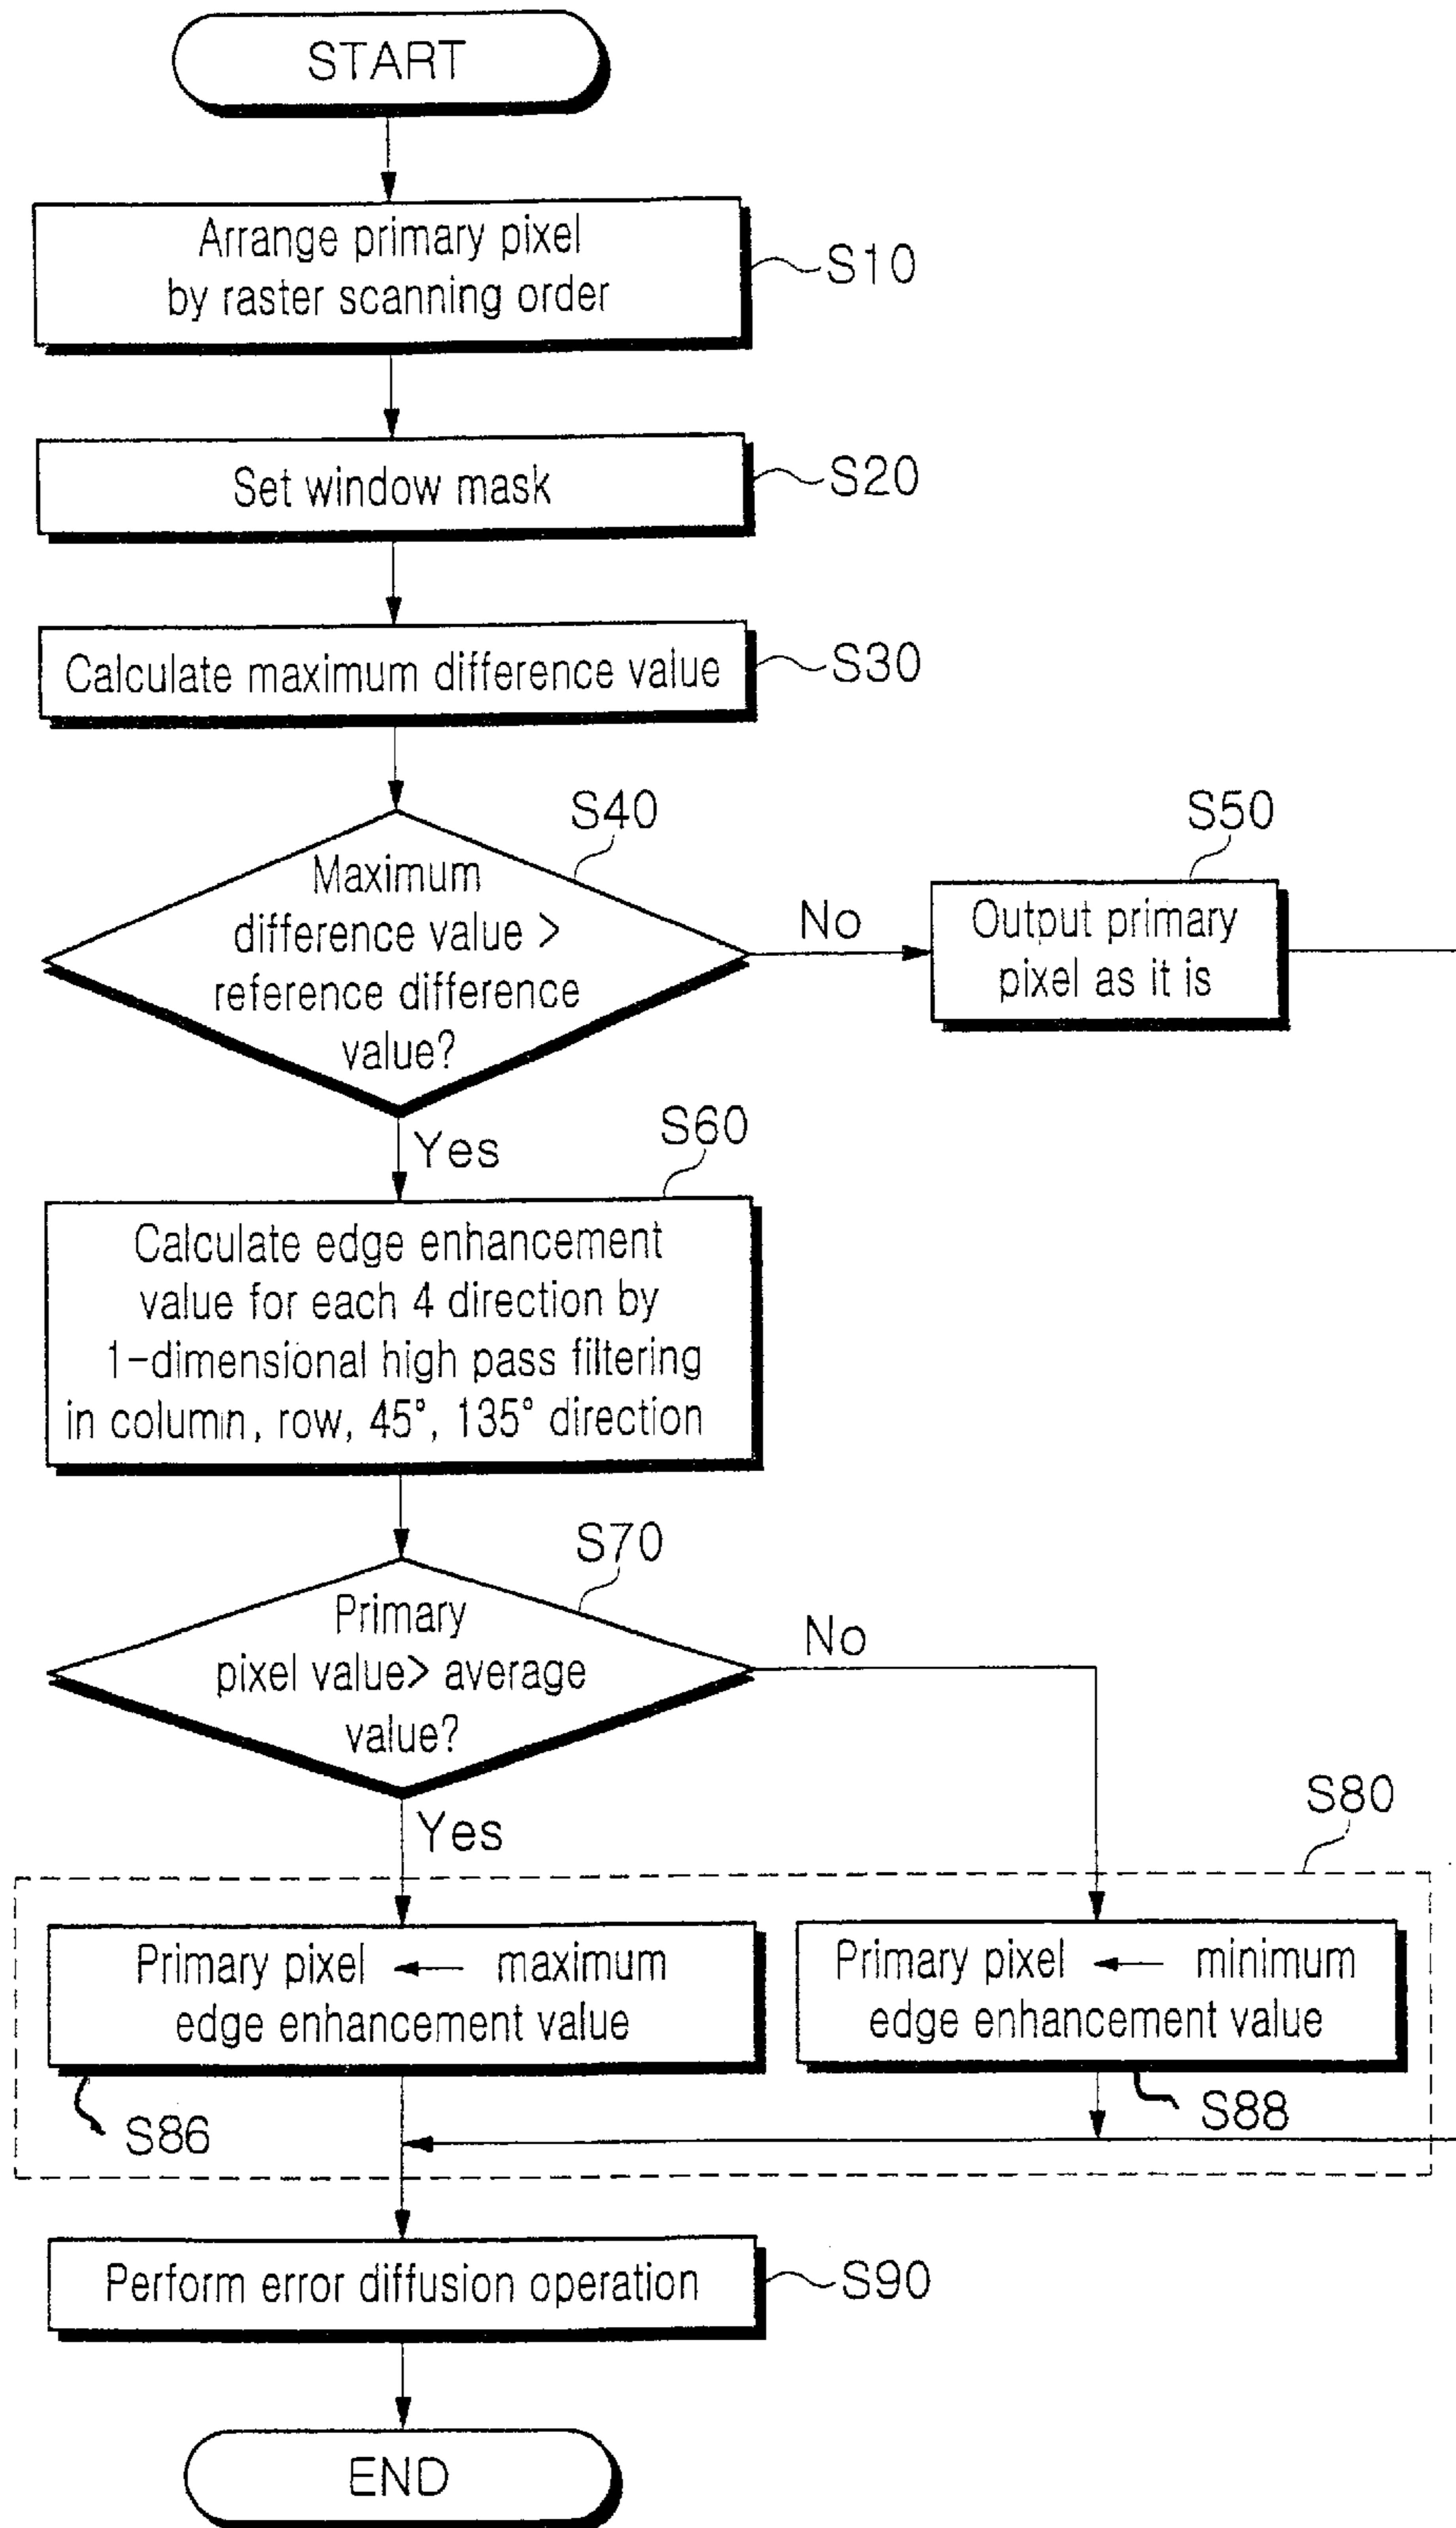 START
Arrange primary pixel
by raster scanning order
S10
Set window mask
S20
Calculate maximum difference value
S30
S40
Maximum
difference value >
reference difference
value?
No
S50
Output primary
pixel as it is
Yes
S60
Calculate edge enhancement
value for each 4 direction by
1-dimensional high pass filtering
in column, row, 45°, 135° direction
S70
Primary
pixel value> average
value?
No
Yes
S80
Primary pixel ← maximum
edge enhancement value
S86
Primary pixel ← minimum
edge enhancement value
S88
Perform error diffusion operation
S90
END